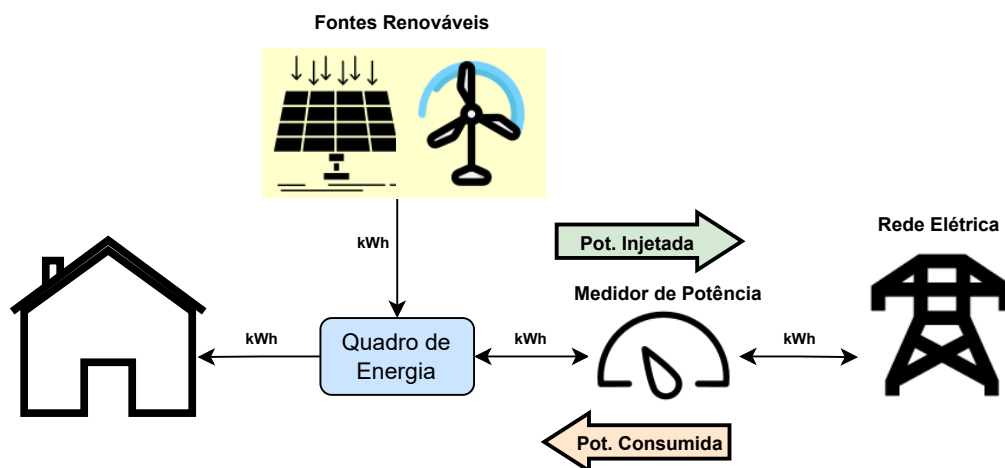 Fontes Renováveis
kWh
Pot. Injetada
Rede Elétrica
Medidor de Potência
kWh
Quadro de
Energia
kWh
kWh
Pot. Consumida